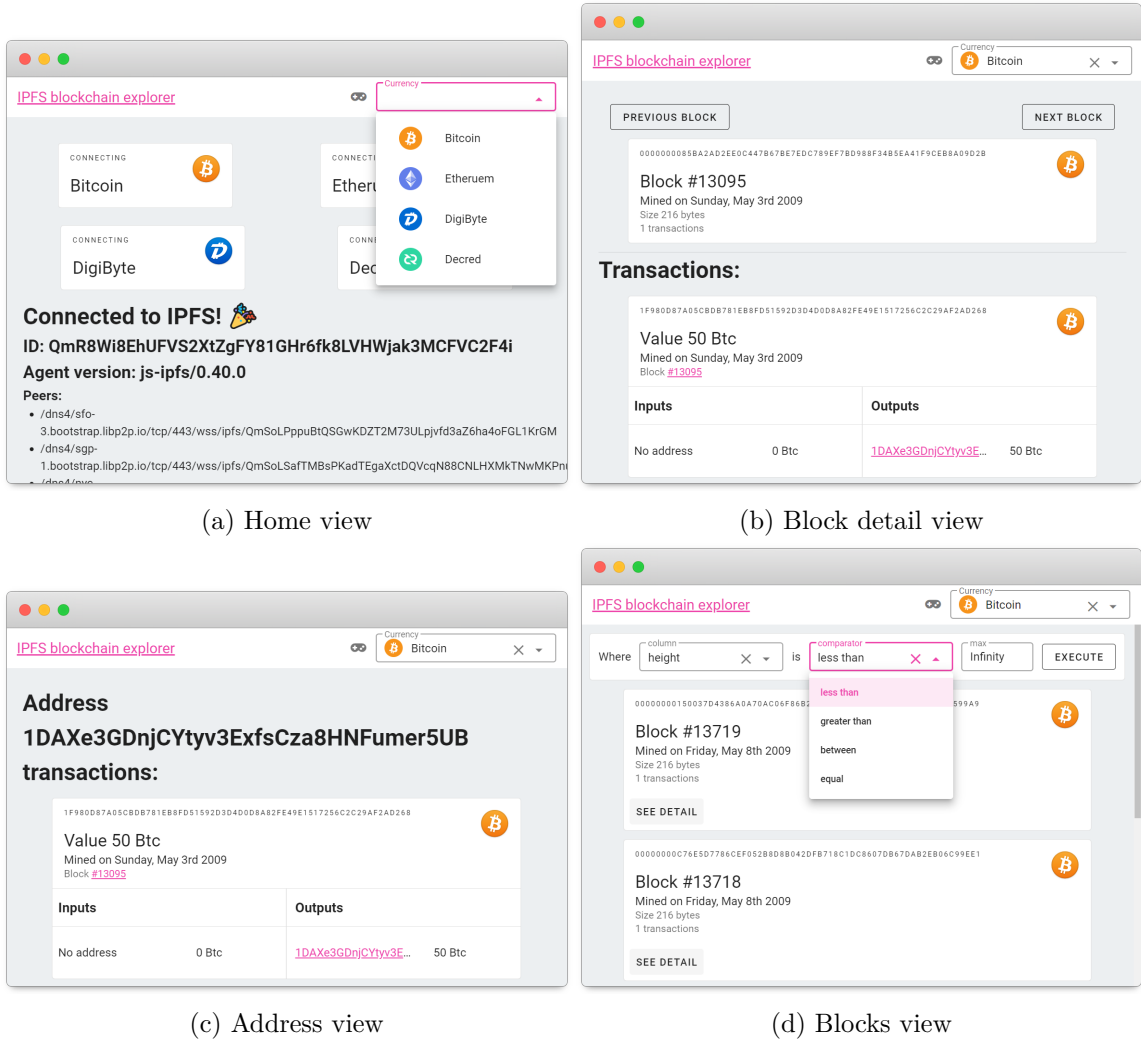 IPFS blockchain explorer
Currency
CONNECTING
Bitcoin
CONNECTI
Etheru
CONNECTING
DigiByte
CONNE
Dec
Bitcoin
Etheruem
DigiByte
Decred
Connected to IPFS! 🎉
ID: QmR8Wi8EhUFVS2XtZgFY81GHr6fk8LVHWjak3MCFVC2F4i
Agent version: js-ipfs/0.40.0
Peers:
• /dns4/sfo-
3.bootstrap.libp2p.io/tcp/443/wss/ipfs/QmSoLPppuBtQSGwKDZT2M73ULpjvfd3aZ6ha4oFGL1KrGM
• /dns4/sgp-
1.bootstrap.libp2p.io/tcp/443/wss/ipfs/QmSoLSafTMBsPKadTEgaXctDQVcqN88CNLHXMkTNwMKPnu
• /dns4/nyc-
(a) Home view
IPFS blockchain explorer
Currency
Bitcoin
PREVIOUS BLOCK
NEXT BLOCK
0000000085BA2AD2EE0C447B67BE7EDC789EF7BD988F34B5EA41F9CEB8A09D2B
Block #13095
Mined on Sunday, May 3rd 2009
Size 216 bytes
1 transactions
Transactions:
1F980D87A05CBDB781EB8FD51592D3D4D0D8A82FE49E1517256C2C29AF2AD268
Value 50 Btc
Mined on Sunday, May 3rd 2009
Block #13095
Inputs Outputs
No address 0 Btc 1DAXe3GDnjCYtyv3E... 50 Btc
(b) Block detail view
IPFS blockchain explorer
Currency
Bitcoin
Address
1DAXe3GDnjCYtyv3ExfsCza8HNFumer5UB
transactions:
1F980D87A05CBDB781EB8FD51592D3D4D0D8A82FE49E1517256C2C29AF2AD268
Value 50 Btc
Mined on Sunday, May 3rd 2009
Block #13095
Inputs Outputs
No address 0 Btc 1DAXe3GDnjCYtyv3E... 50 Btc
(c) Address view
IPFS blockchain explorer
Currency
Bitcoin
column comparator max
Where height is less than Infinity EXECUTE
less than
greater than
between
equal
00000000150037D4386A0A70AC06F86B2 599A9
Block #13719
Mined on Friday, May 8th 2009
Size 216 bytes
1 transactions
SEE DETAIL
00000000C76E5D7786CEF052B8D8B042DFB718C1DC8607DB67DAB2EB06C99EE1
Block #13718
Mined on Friday, May 8th 2009
Size 216 bytes
1 transactions
SEE DETAIL
(d) Blocks view